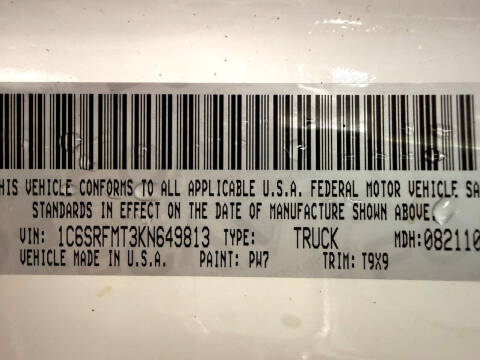 THIS VEHICLE CONFORMS TO ALL APPLICABLE U.S.A. FEDERAL MOTOR VEHICLE SA
STANDARDS IN EFFECT ON THE DATE OF MANUFACTURE SHOWN ABOVE.
VIN: 1C6SRFMT3KN649813 TYPE: TRUCK MDH:082110
VEHICLE MADE IN U.S.A. PAINT: PW7 TRIM: T9X9